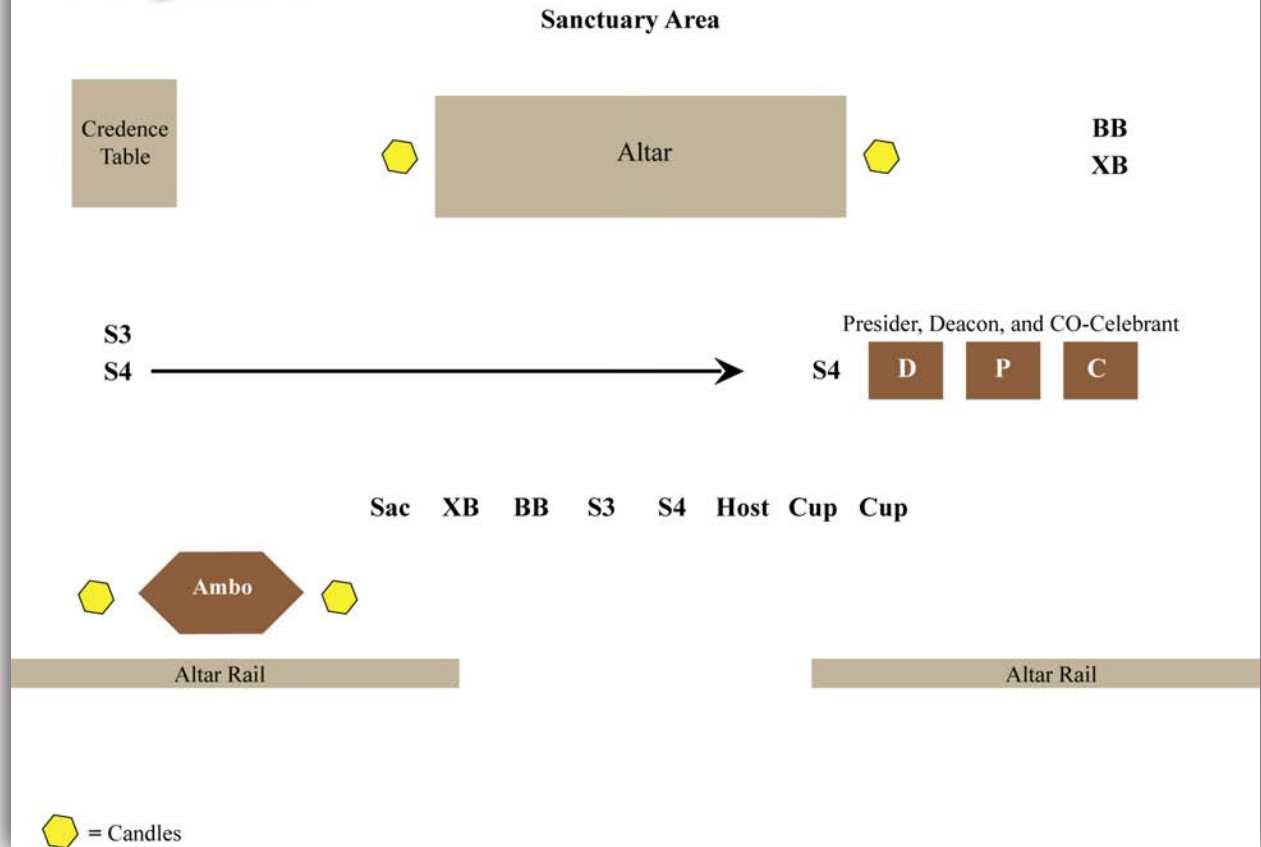 Sanctuary Area
Credence
Table
Altar
BB
XB
S3
S4
Presider, Deacon, and CO-Celebrant
S4 D P C
Sac XB BB S3 S4 Host Cup Cup
Ambo
Altar Rail
Altar Rail
= Candles